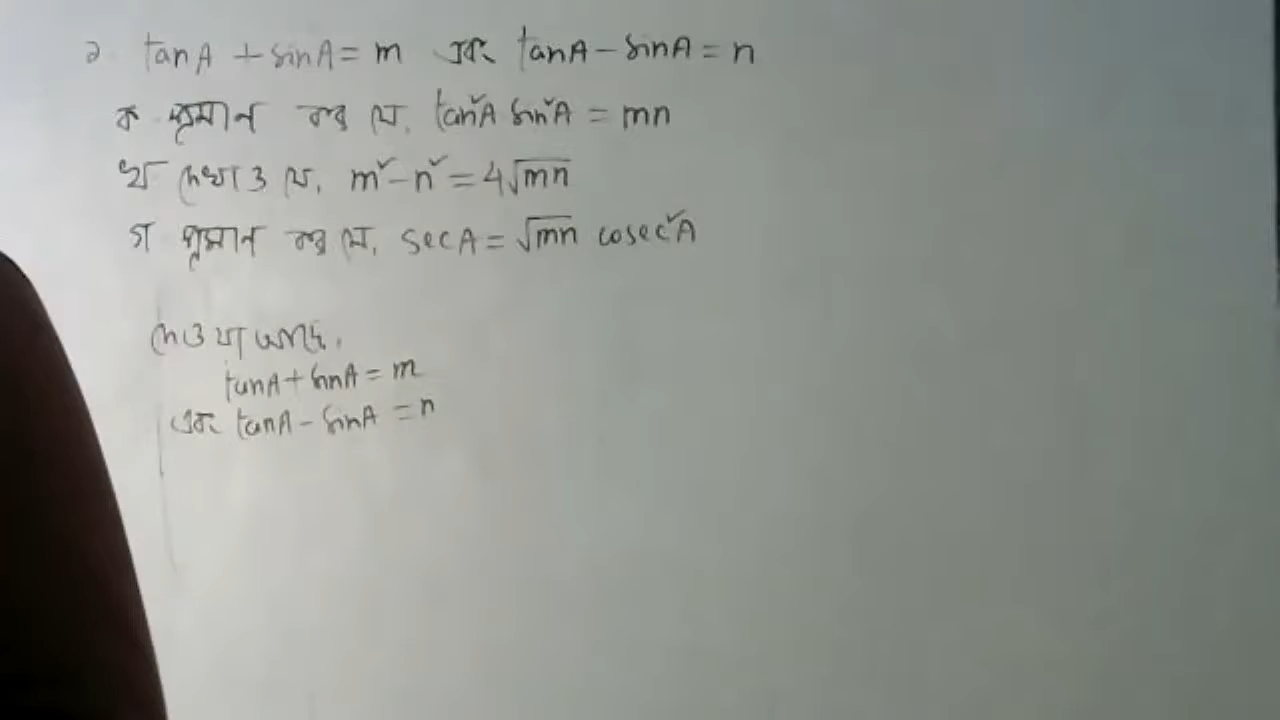 ১. tanA + sinA = m এবং tanA - sinA = n
ক প্রমান কর যে, tan²A sin²A = mn
খ দেখাও যে, m² - n² = 4√mn
গ প্রমান কর যে, secA = √mn cosec²A
দেওয়া আছে,
tanA + sinA = m
এবং tanA - sinA = n